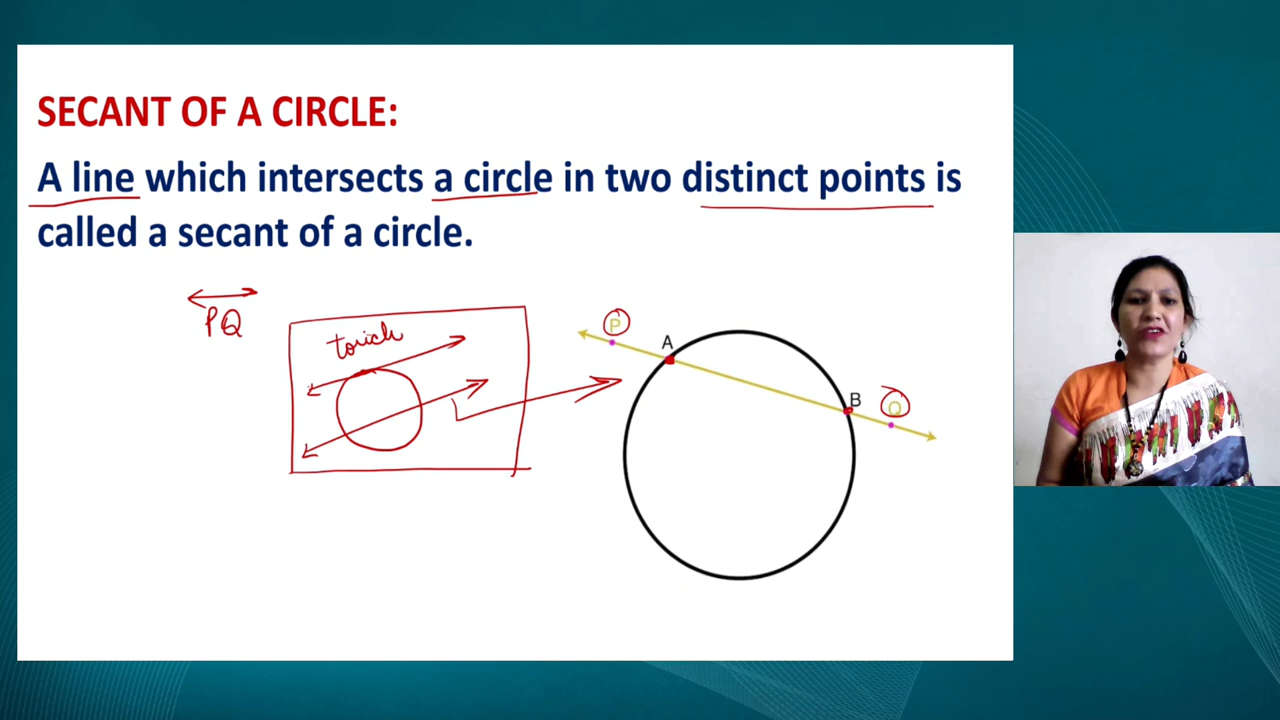 SECANT OF A CIRCLE:
A line which intersects a circle in two distinct points is
called a secant of a circle.
PQ
touch
P
A
B
Q